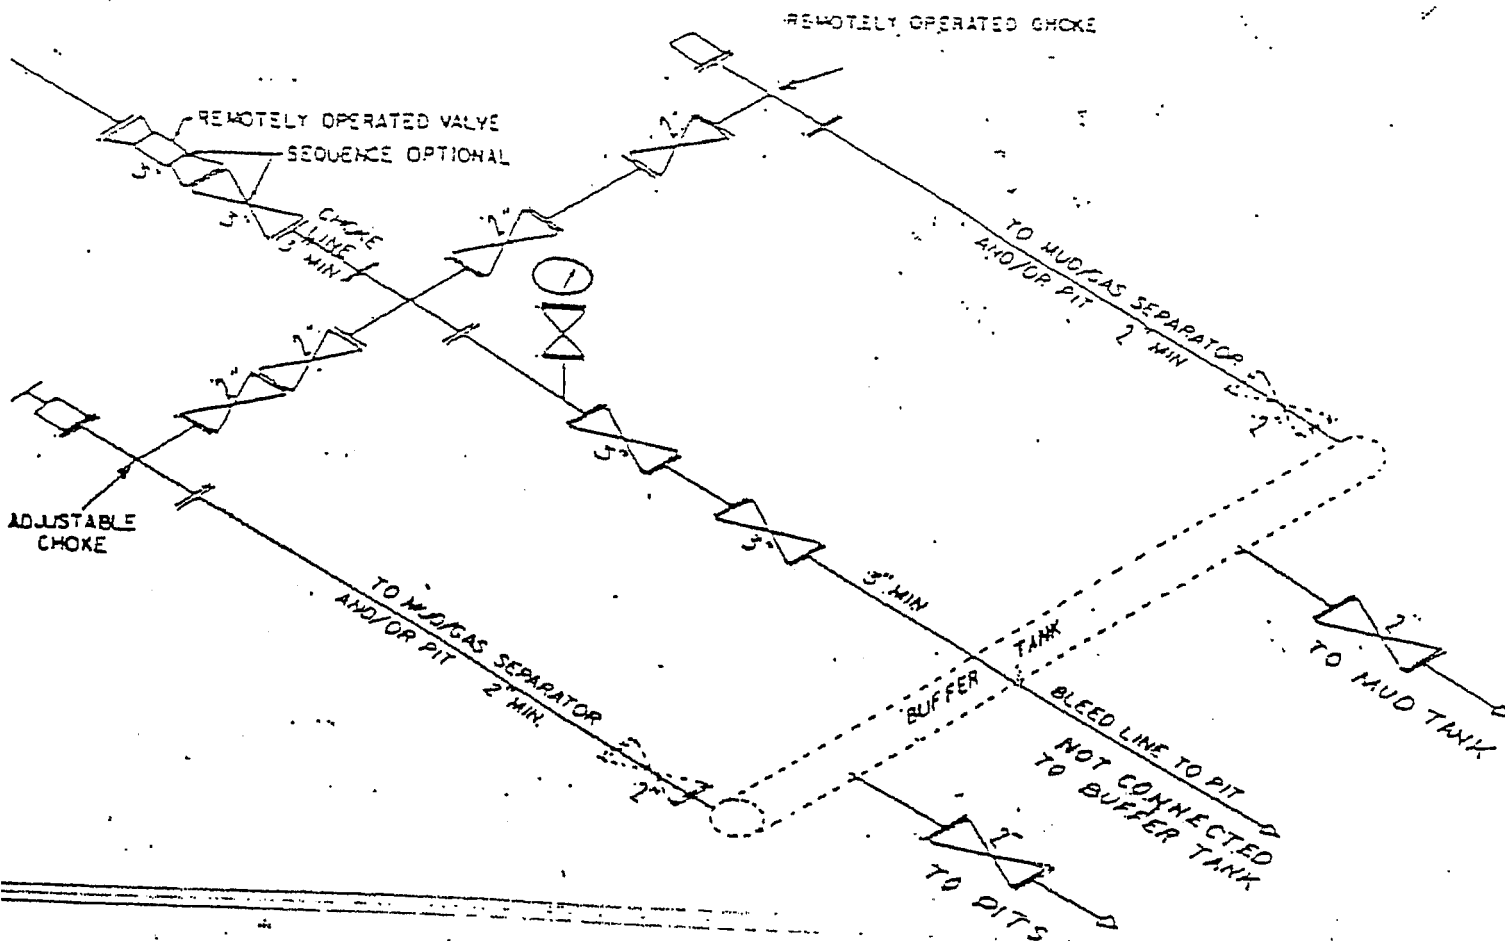 REMOTELY OPERATED CHOKE
REMOTELY OPERATED VALVE
SEQUENCE OPTIONAL
3"
3"
CHOKE
LINE
3" MIN
2"
2"
2"
2"
ADJUSTABLE
CHOKE
3"
3"
3" MIN
TO MUD/GAS SEPARATOR
AND/OR PIT
2" MIN
2"
TO MUD/GAS SEPARATOR
AND/OR PIT
2" MIN.
2"
BUFFER TANK
BLEED LINE TO PIT
NOT CONNECTED
TO BUFFER TANK
2"
TO MUD TANK
2"
TO PITS